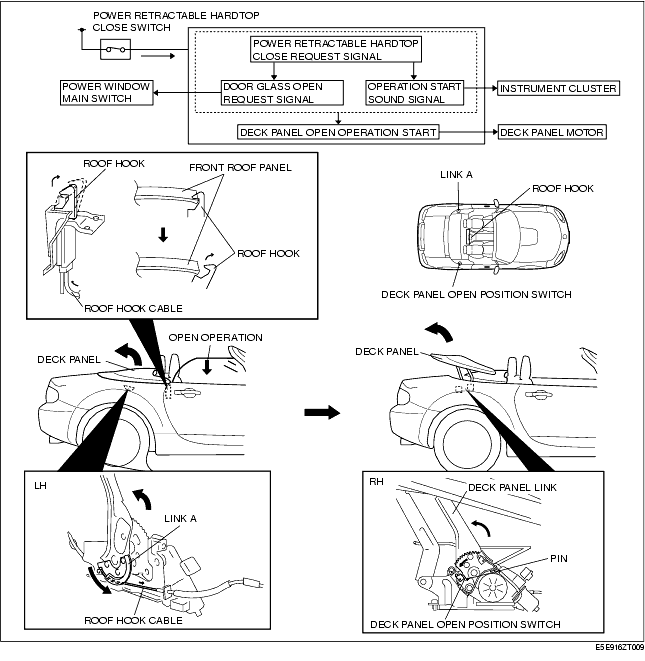 POWER RETRACTABLE HARDTOP
CLOSE SWITCH
POWER RETRACTABLE HARDTOP
CLOSE REQUEST SIGNAL
POWER WINDOW
MAIN SWITCH
DOOR GLASS OPEN
REQUEST SIGNAL
OPERATION START
SOUND SIGNAL
INSTRUMENT CLUSTER
DECK PANEL OPEN OPERATION START
DECK PANEL MOTOR
ROOF HOOK
FRONT ROOF PANEL
ROOF HOOK
ROOF HOOK CABLE
LINK A
ROOF HOOK
DECK PANEL OPEN POSITION SWITCH
OPEN OPERATION
DECK PANEL
DECK PANEL
LH
LINK A
ROOF HOOK CABLE
RH
DECK PANEL LINK
PIN
DECK PANEL OPEN POSITION SWITCH
E5E916ZT009